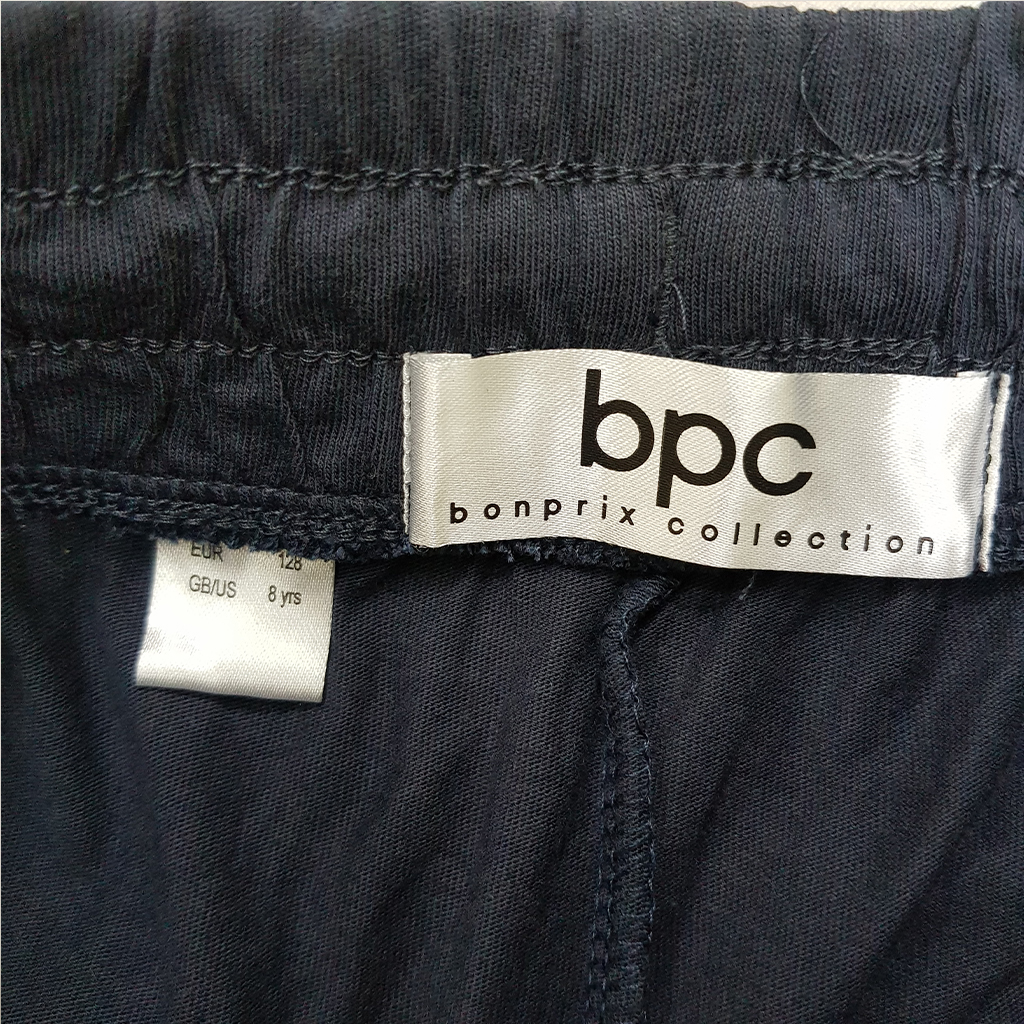 bpc
bonprix collection
EUR 128
GB/US 8 yrs